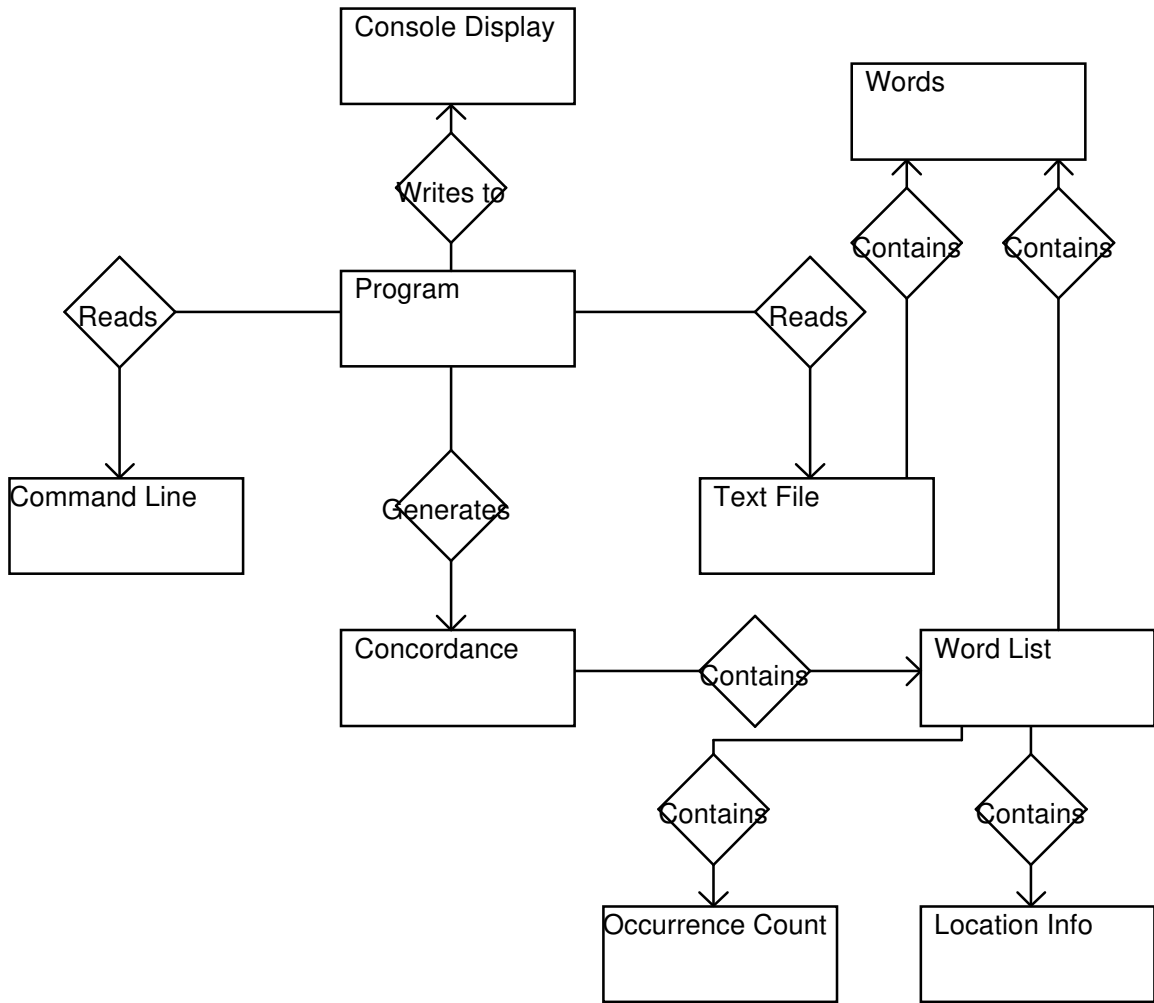 Console Display
Words
Writes to
Contains
Contains
Program
Reads
Reads
Command Line
Generates
Text File
Concordance
Contains
Word List
Contains
Contains
Occurrence Count
Location Info